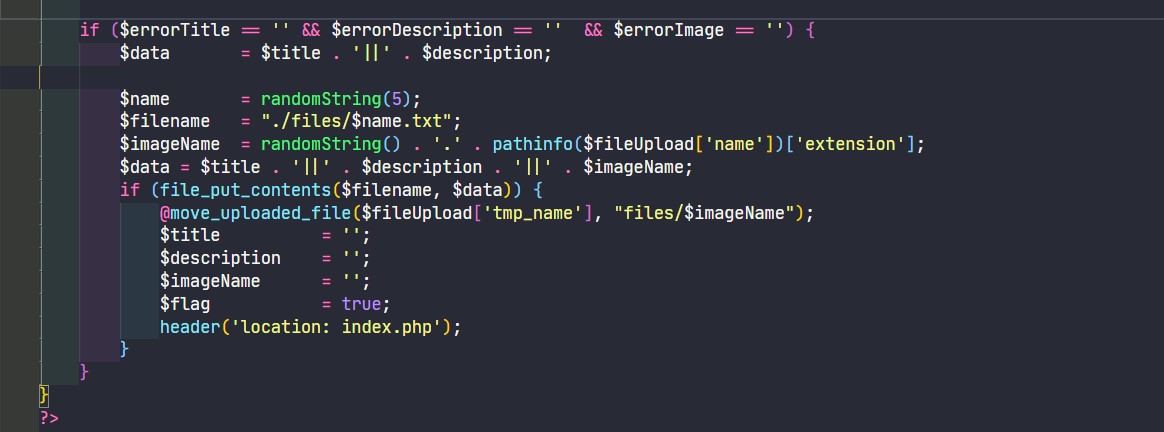 if ($errorTitle == '' && $errorDescription == ''  && $errorImage == '') {
    $data       = $title . '||' . $description;

    $name       = randomString(5);
    $filename   = "./files/$name.txt";
    $imageName  = randomString() . '.' . pathinfo($fileUpload['name'])['extension'];
    $data = $title . '||' . $description . '||' . $imageName;
    if (file_put_contents($filename, $data)) {
        @move_uploaded_file($fileUpload['tmp_name'], "files/$imageName");
        $title          = '';
        $description    = '';
        $imageName      = '';
        $flag           = true;
        header('location: index.php');
    }
}
}
?>